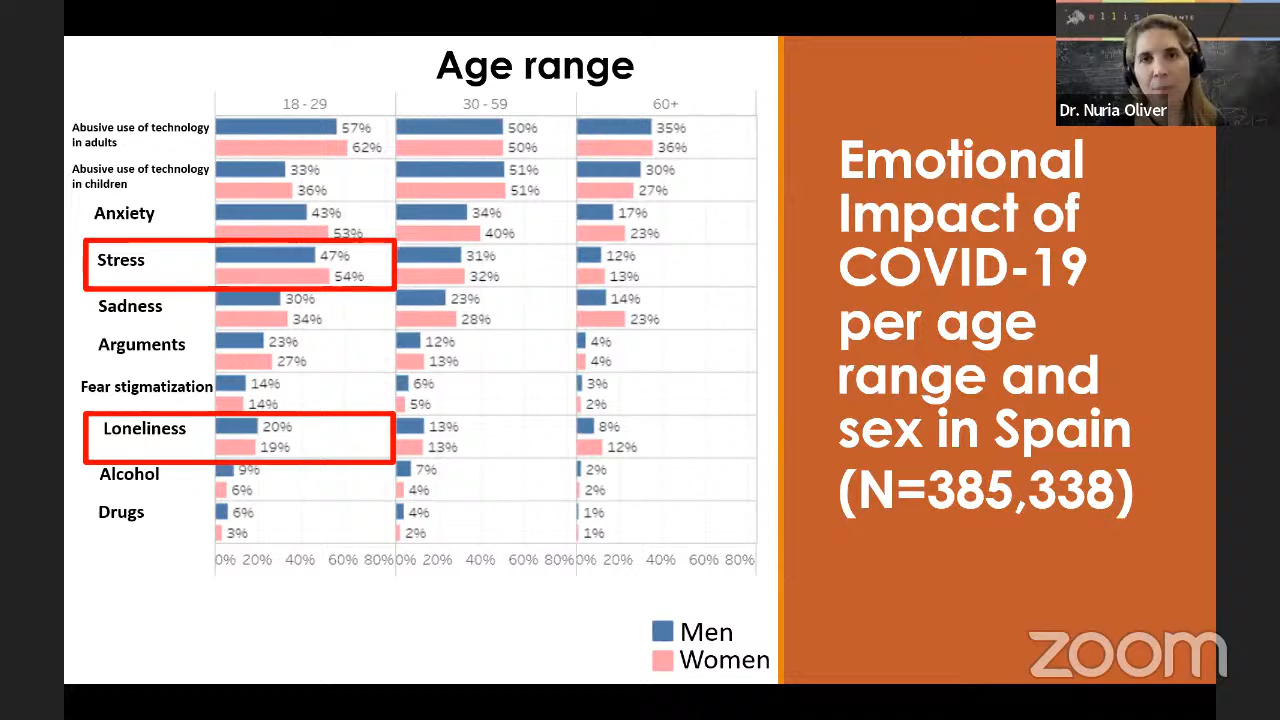 Age range
18 - 29 30 - 59 60+
Abusive use of technology
in adults
57% 50% 35%
62% 50% 36%
Abusive use of technology
in children
33% 51% 30%
36% 51% 27%
Anxiety
43% 34% 17%
53% 40% 23%
Stress
47% 31% 12%
54% 32% 13%
Sadness
30% 23% 14%
34% 28% 23%
Arguments
23% 12% 4%
27% 13% 4%
Fear stigmatization
14% 6% 3%
14% 5% 2%
Loneliness
20% 13% 8%
19% 13% 12%
Alcohol
9% 7% 2%
6% 4% 2%
Drugs
6% 4% 1%
3% 2% 1%
0% 20% 40% 60% 80% 0% 20% 40% 60% 80% 0% 20% 40% 60% 80%
Men
Women
Emotional
Impact of
COVID-19
per age
range and
sex in Spain
(N=385,338)
ellis
Dr. Nuria Oliver
zoom